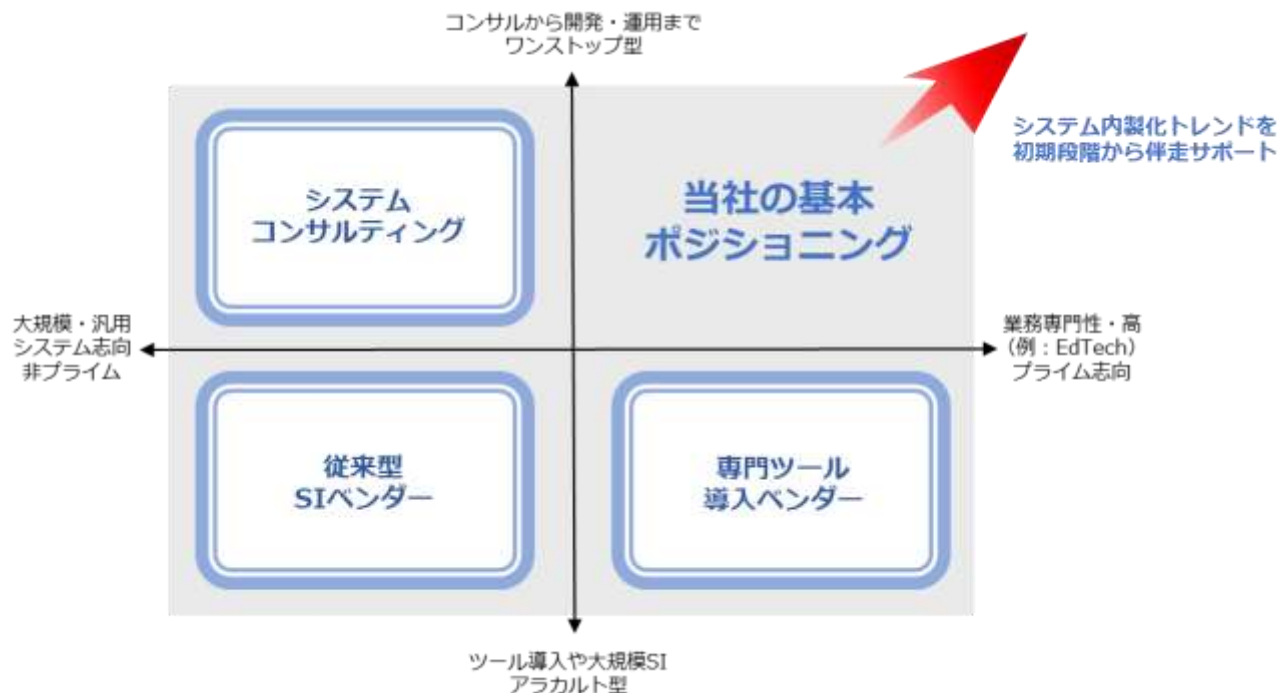 コンサルから開発・運用まで
ワンストップ型
システム内製化トレンドを
初期段階から伴走サポート
システム
コンサルティング
当社の基本
ポジショニング
大規模・汎用
システム志向
非プライム
業務専門性・高
（例：EdTech）
プライム志向
従来型
SIベンダー
専門ツール
導入ベンダー
ツール導入や大規模SI
アラカルト型